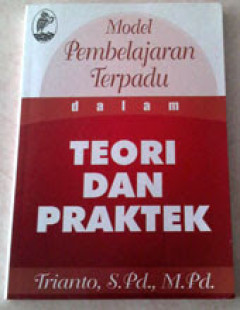 Model
Pembelajaran
Terpadu
dalam
TEORI
DAN
PRAKTEK
Trianto, S.Pd., M.Pd.